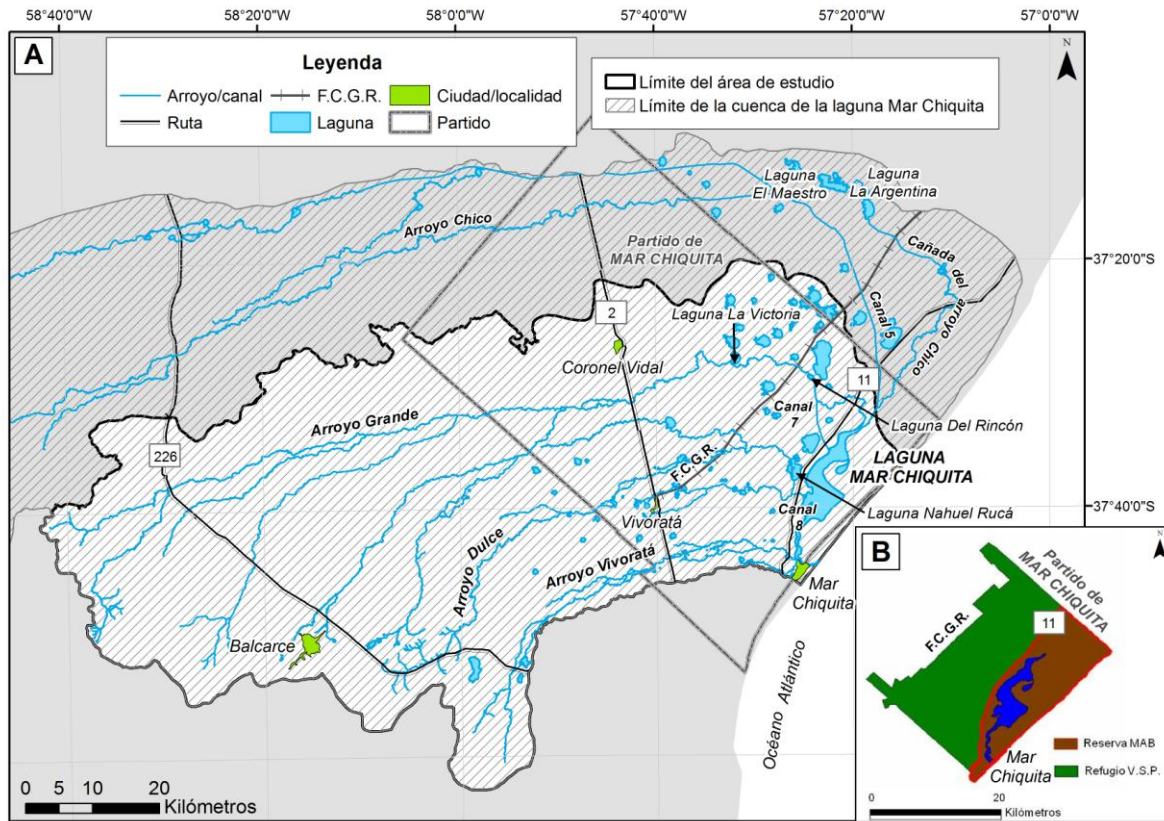 58°40'0"W
58°20'0"W
58°0'0"W
57°40'0"W
57°20'0"W
57°0'0"W
A
Leyenda
Arroyo/canal
F.C.G.R.
Ciudad/localidad
Ruta
Laguna
Partido
Límite del área de estudio
Límite de la cuenca de la laguna Mar Chiquita
N
Laguna
El Maestro
Laguna
La Argentina
Arroyo Chico
Partido de
MAR CHIQUITA
Cañada del arroyo Chico
37°20'0"S
Canal 5
2
Laguna La Victoria
Coronel Vidal
11
Arroyo Grande
Canal
7
Laguna Del Rincón
226
F.C.G.R.
LAGUNA
MAR CHIQUITA
Vivoratá
Canal
8
Laguna Nahuel Rucá
37°40'0"S
Arroyo Dulce
Arroyo Vivoratá
Mar
Chiquita
Balcarce
Océano Atlántico
0 5 10 20
Kilómetros
B
N
Partido de
MAR CHIQUITA
F.C.G.R.
11
Mar
Chiquita
Reserva MAB
Refugio V.S.P.
0 20
Kilómetros